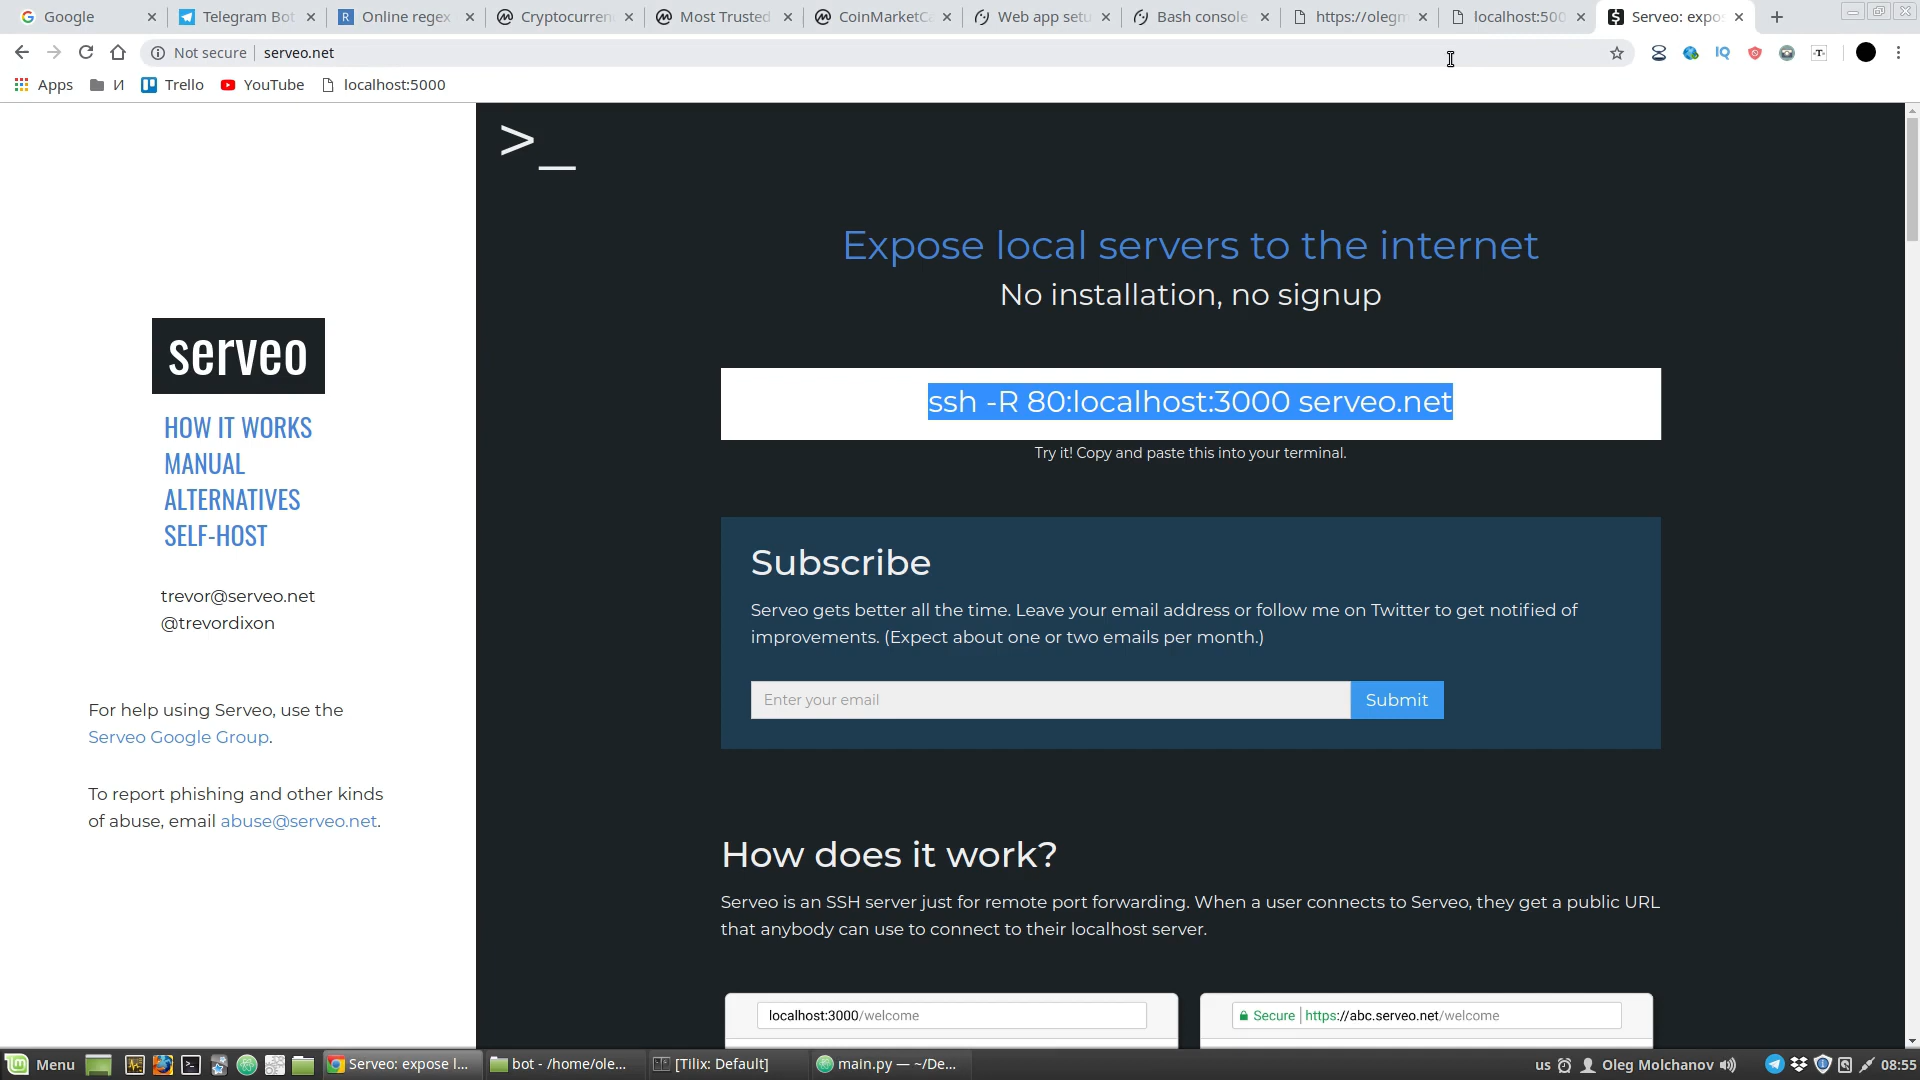 Google
Telegram Bot
Online regex
Cryptocurren
Most Trusted
CoinMarketCa
Web app setu
Bash console
https://olegm
localhost:500
Serveo: expos
Not secure
serveo.net
Apps
И
Trello
YouTube
localhost:5000
>_
Expose local servers to the internet
No installation, no signup
ssh -R 80:localhost:3000 serveo.net
Try it! Copy and paste this into your terminal.
serveo
HOW IT WORKS
MANUAL
ALTERNATIVES
SELF-HOST
trevor@serveo.net
@trevordixon
For help using Serveo, use the
Serveo Google Group.
To report phishing and other kinds
of abuse, email abuse@serveo.net.
Subscribe
Serveo gets better all the time. Leave your email address or follow me on Twitter to get notified of
improvements. (Expect about one or two emails per month.)
Enter your email
Submit
How does it work?
Serveo is an SSH server just for remote port forwarding. When a user connects to Serveo, they get a public URL
that anybody can use to connect to their localhost server.
localhost:3000/welcome
Secure https://abc.serveo.net/welcome
Menu
Serveo: expose l...
bot - /home/ole...
[Tilix: Default]
main.py — ~/De...
us
Oleg Molchanov
08:55